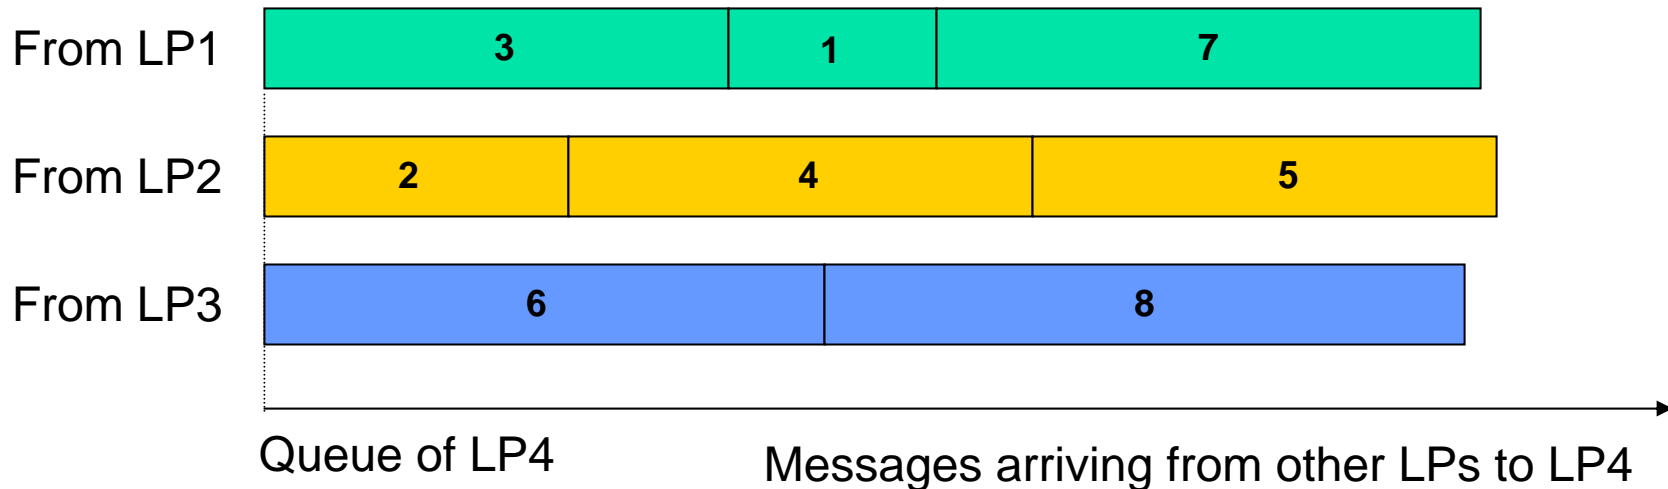 From LP1 3 1 7
From LP2 2 4 5
From LP3 6 8
Queue of LP4
Messages arriving from other LPs to LP4